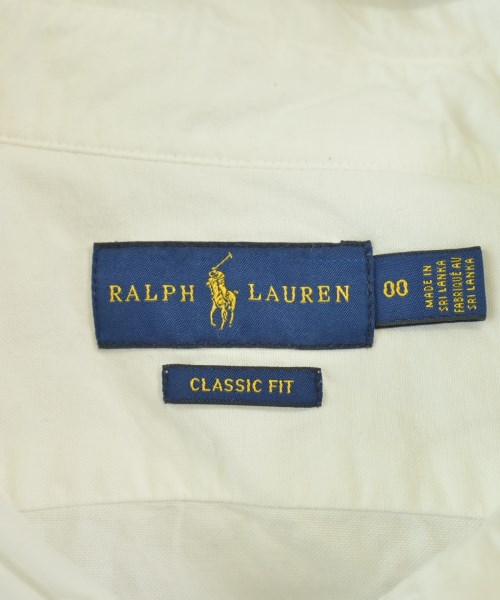 RALPH LAUREN
00
MADE IN
SRI LANKA
FABRIQUÉ AU
SRI LANKA
CLASSIC FIT